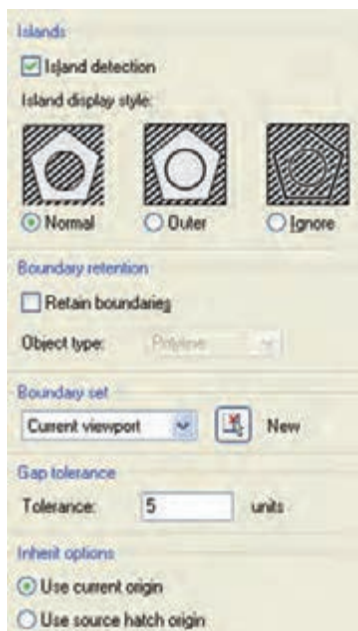 Islands
Island detection
Island display style:
Normal Outer Ignore
Boundary retention
Retain boundaries
Object type: Polyline
Boundary set
Current viewport New
Gap tolerance
Tolerance: 5 units
Inherit options
Use current origin
Use source hatch origin